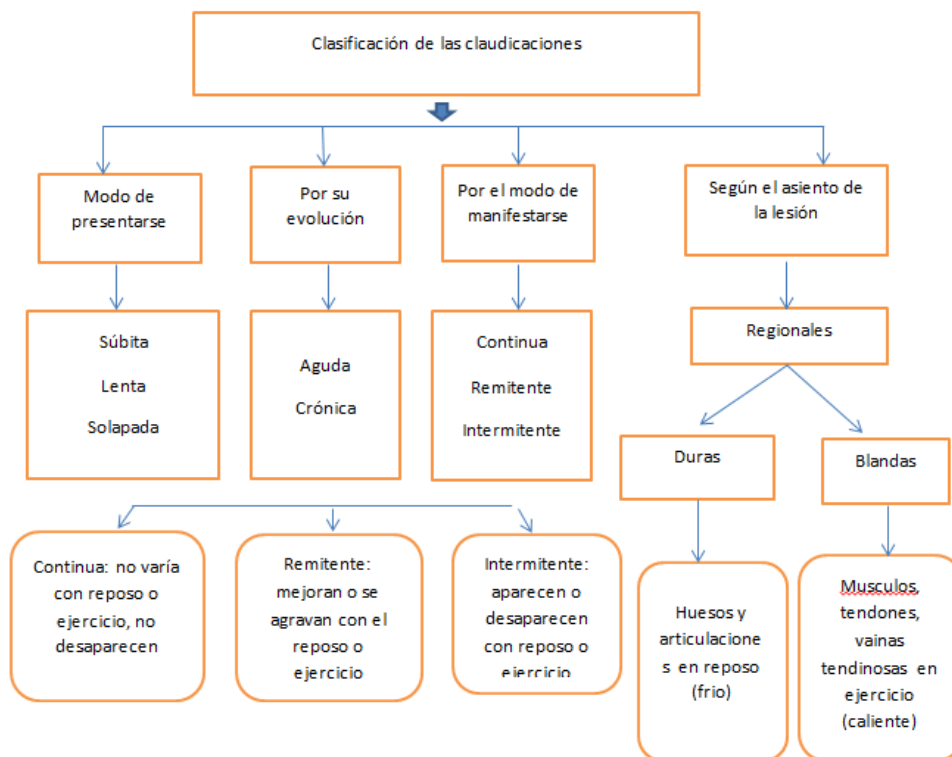 Clasificación de las claudicaciones
Modo de
presentarse
Por su
evolución
Por el modo de
manifestarse
Según el asiento de
la lesión
Súbita
Lenta
Solapada
Aguda
Crónica
Continua
Remitente
Intermitente
Regionales
Duras
Blandas
Continua: no varía
con reposo o
ejercicio, no
desaparecen
Remitente:
mejoran o se
agravan con el
reposo o
ejercicio
Intermitente:
aparecen o
desaparecen
con reposo o
ejercicio
Huesos y
articulacione
s en reposo
(frio)
Musculos,
tendones,
vainas
tendinosas en
ejercicio
(caliente)